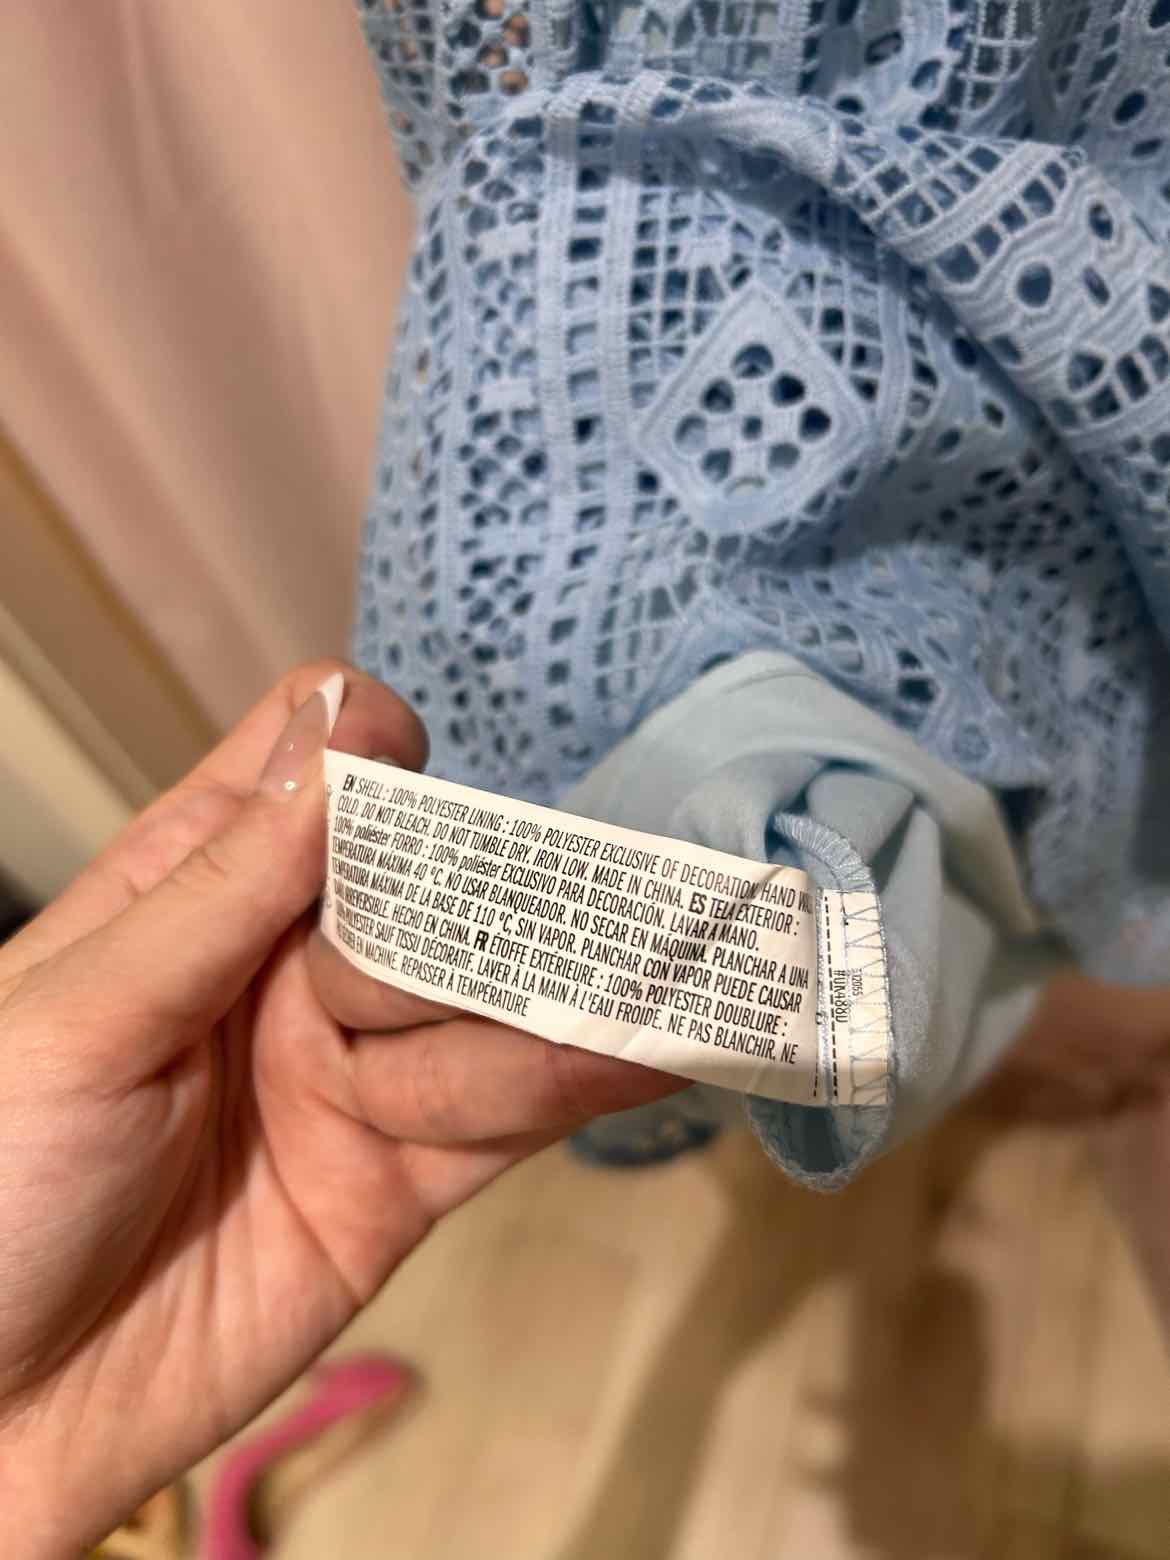 EN SHELL : 100% POLYESTER LINING : 100% POLYESTER EXCLUSIVE OF DECORATION HAND
COLD. DO NOT BLEACH. DO NOT TUMBLE DRY. IRON LOW. MADE IN CHINA. ES TELA EXTERIOR :
100% poliéster FORRO : 100% poliéster EXCLUSIVO PARA DECORACIÓN. LAVAR A MANO.
TEMPERATURA MÁXIMA 40 °C. NO USAR BLANQUEADOR. NO SECAR EN MÁQUINA. PLANCHAR A UNA
TEMPERATURA MÁXIMA DE LA BASE DE 110 °C, SIN VAPOR. PLANCHAR CON VAPOR PUEDE CAUSAR
IRREVERSIBLE. HECHO EN CHINA. FR ÉTOFFE EXTÉRIEURE : 100% POLYESTER DOUBLURE :
POLYESTER SAUF TISSU DÉCORATIF. LAVER À LA MAIN À L'EAU FROIDE. NE PAS BLANCHIR. NE
EN MACHINE. REPASSER À TEMPÉRATURE